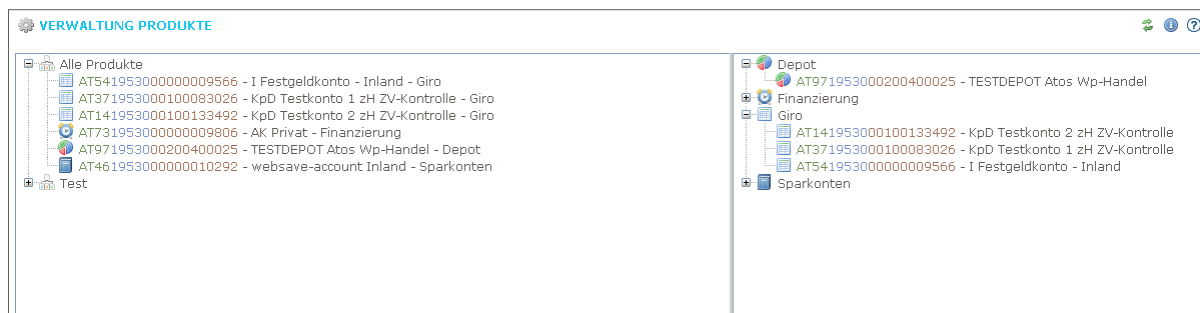 VERWALTUNG PRODUKTE
Alle Produkte
AT541953000000009566 - I Festgeldkonto - Inland - Giro
AT371953000100083026 - KpD Testkonto 1 zH ZV-Kontrolle - Giro
AT141953000100133492 - KpD Testkonto 2 zH ZV-Kontrolle - Giro
AT731953000000009806 - AK Privat - Finanzierung
AT971953000200400025 - TESTDEPOT Atos Wp-Handel - Depot
AT461953000000010292 - websave-account Inland - Sparkonten
Test
Depot
AT971953000200400025 - TESTDEPOT Atos Wp-Handel
Finanzierung
Giro
AT141953000100133492 - KpD Testkonto 2 zH ZV-Kontrolle
AT371953000100083026 - KpD Testkonto 1 zH ZV-Kontrolle
AT541953000000009566 - I Festgeldkonto - Inland
Sparkonten